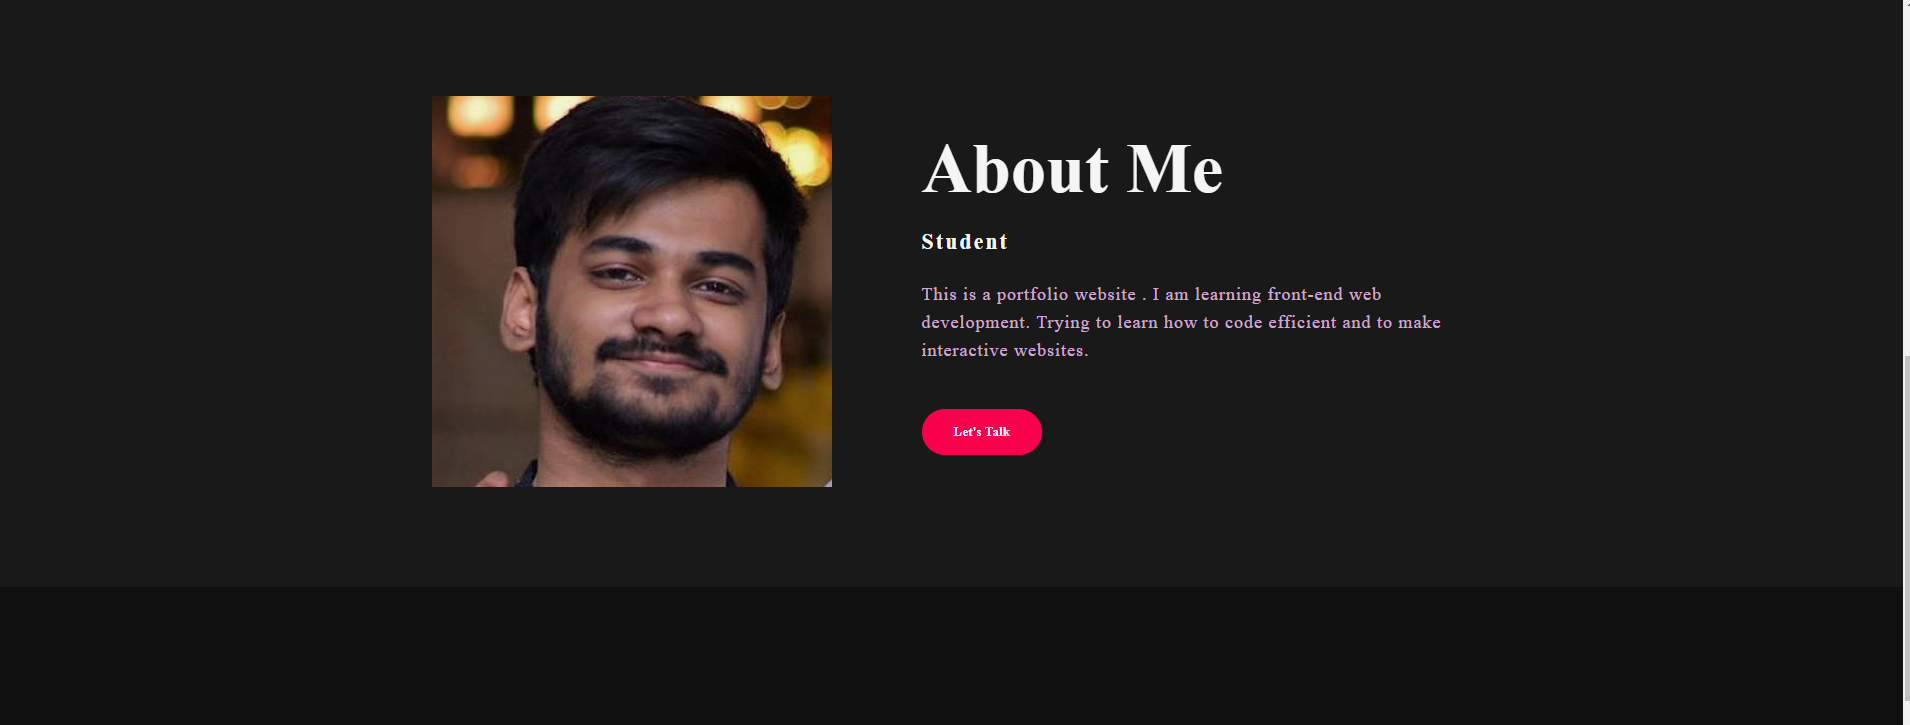 About Me
Student
This is a portfolio website . I am learning front-end web
development. Trying to learn how to code efficient and to make
interactive websites.
Let's Talk